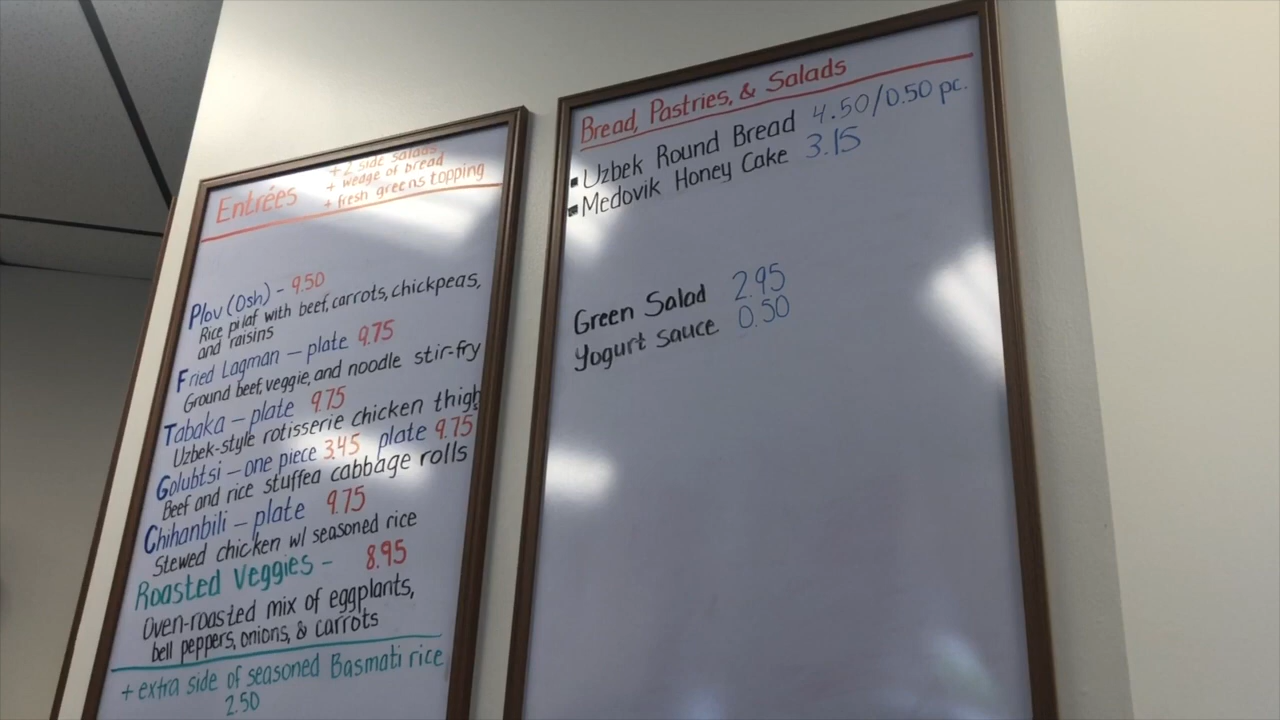 Entrées
+ 2 side salads
+ wedge of bread
+ fresh greens topping
Plov (Osh) - 9.50
Rice pilaf with beef, carrots, chickpeas,
and raisins
Fried Lagman - plate 9.75
Ground beef, veggie, and noodle stir-fry
Tabaka - plate 9.75
Uzbek-style rotisserie chicken thigh
Golubtsi - one piece 3.45 plate 9.75
Beef and rice stuffed cabbage rolls
Chihanbili - plate 9.75
Stewed chicken w/ seasoned rice
Roasted Veggies - 8.95
Oven-roasted mix of eggplants,
bell peppers, onions, & carrots
+ extra side of seasoned Basmati rice
2.50
Bread, Pastries, & Salads
Uzbek Round Bread 4.50/0.50 pc.
Medovik Honey Cake 3.15
Green Salad 2.95
Yogurt sauce 0.50